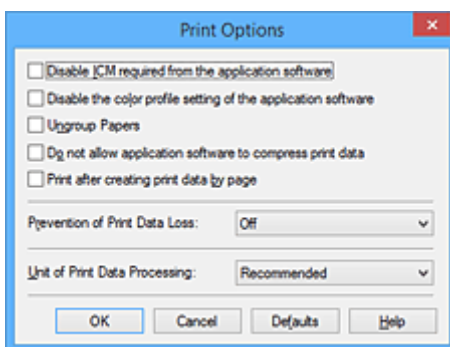 Print Options
Disable ICM required from the application software
Disable the color profile setting of the application software
Ungroup Papers
Do not allow application software to compress print data
Print after creating print data by page
Prevention of Print Data Loss: Off
Unit of Print Data Processing: Recommended
OK Cancel Defaults Help